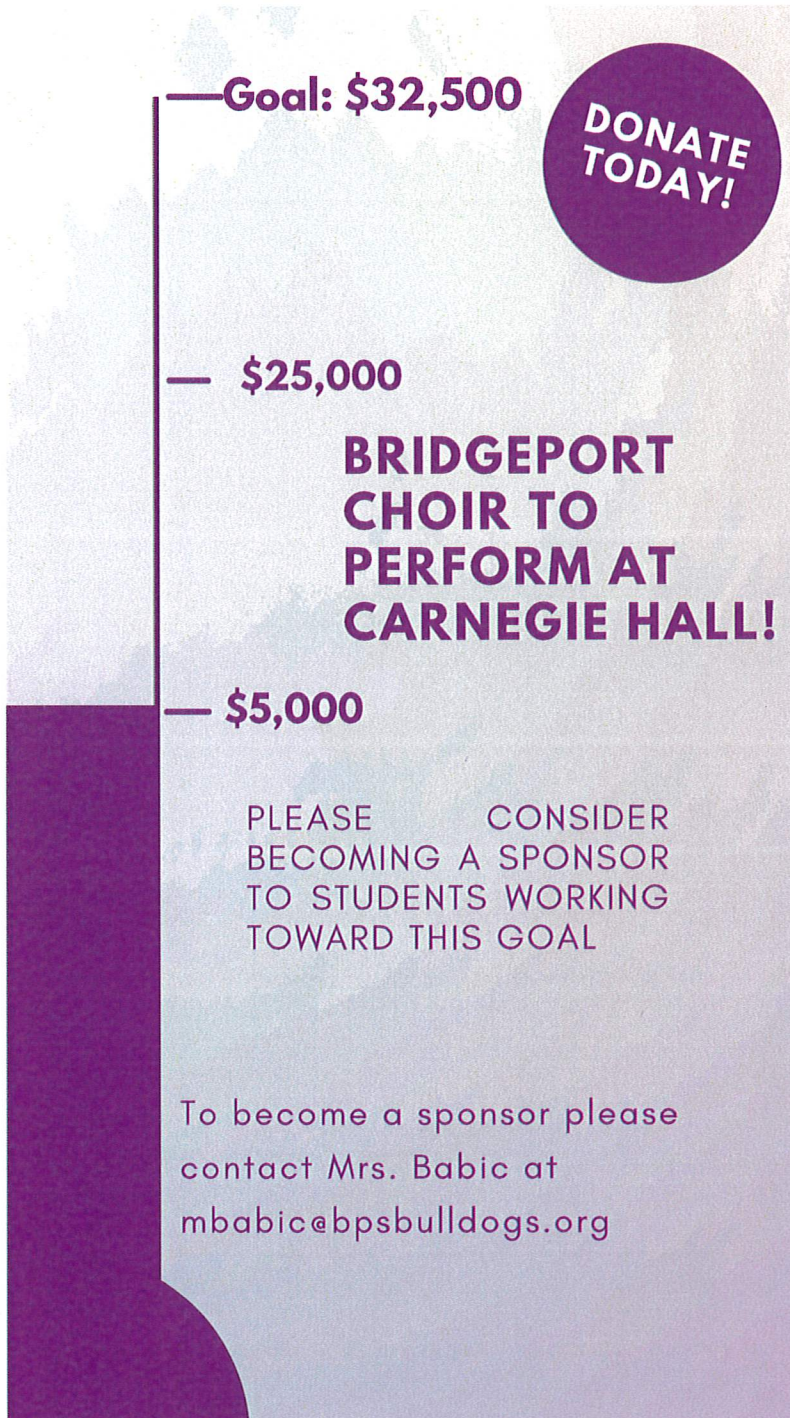 Goal: $32,500
DONATE
TODAY!
$25,000
BRIDGEPORT
CHOIR TO
PERFORM AT
CARNEGIE HALL!
$5,000
PLEASE CONSIDER
BECOMING A SPONSOR
TO STUDENTS WORKING
TOWARD THIS GOAL
To become a sponsor please
contact Mrs. Babic at
mbabic@bpsbulldogs.org